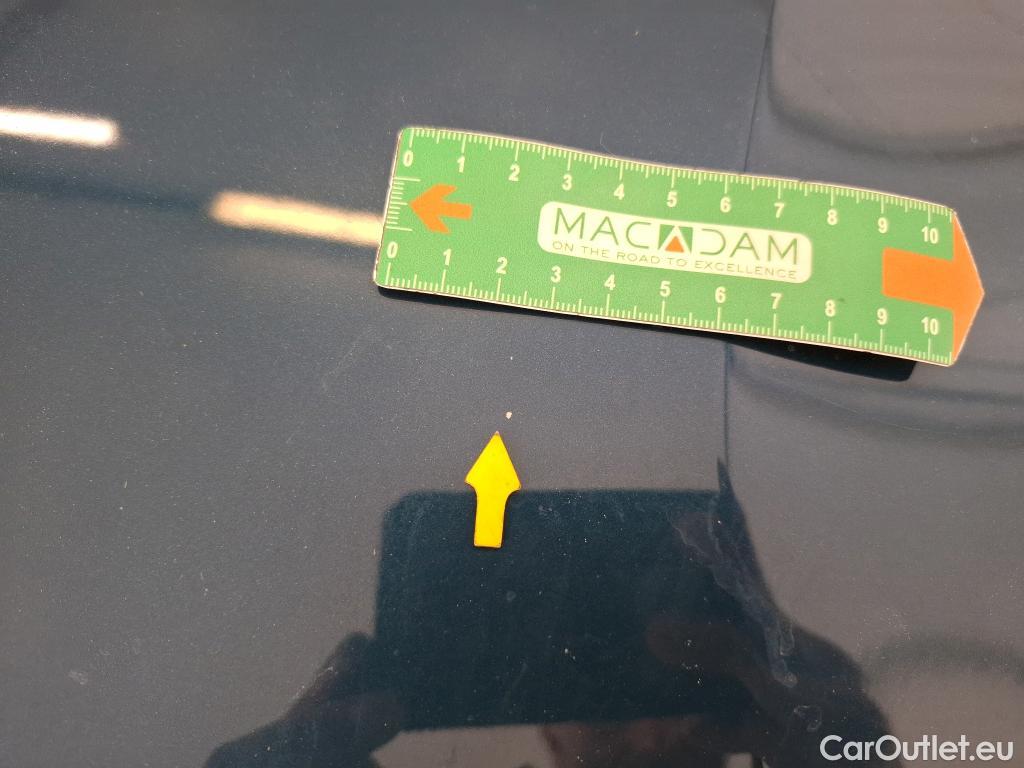 0 1 2 3 4 5 6 7 8 9 10
MACADAM
ON THE ROAD TO EXCELLENCE
0 1 2 3 4 5 6 7 8 9 10
CarOutlet.eu